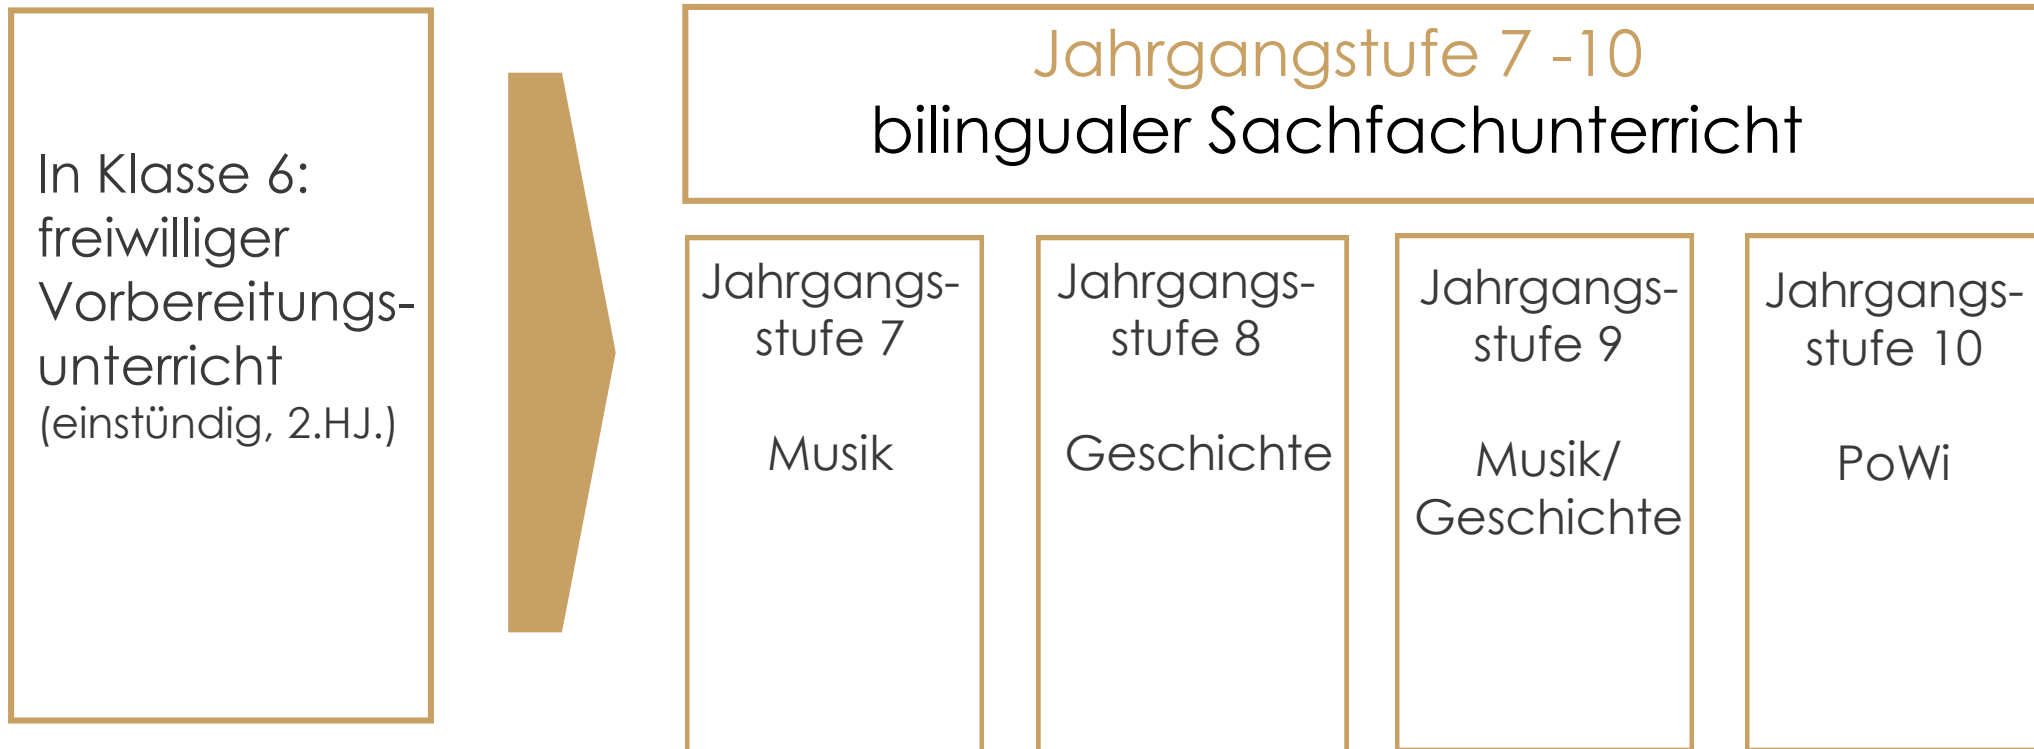 In Klasse 6:
freiwilliger
Vorbereitungs-
unterricht
(einstündig, 2.HJ.)
Jahrgangstufe 7 -10
bilingualer Sachfachunterricht
Jahrgangs-
stufe 7
Musik
Jahrgangs-
stufe 8
Geschichte
Jahrgangs-
stufe 9
Musik/
Geschichte
Jahrgangs-
stufe 10
PoWi